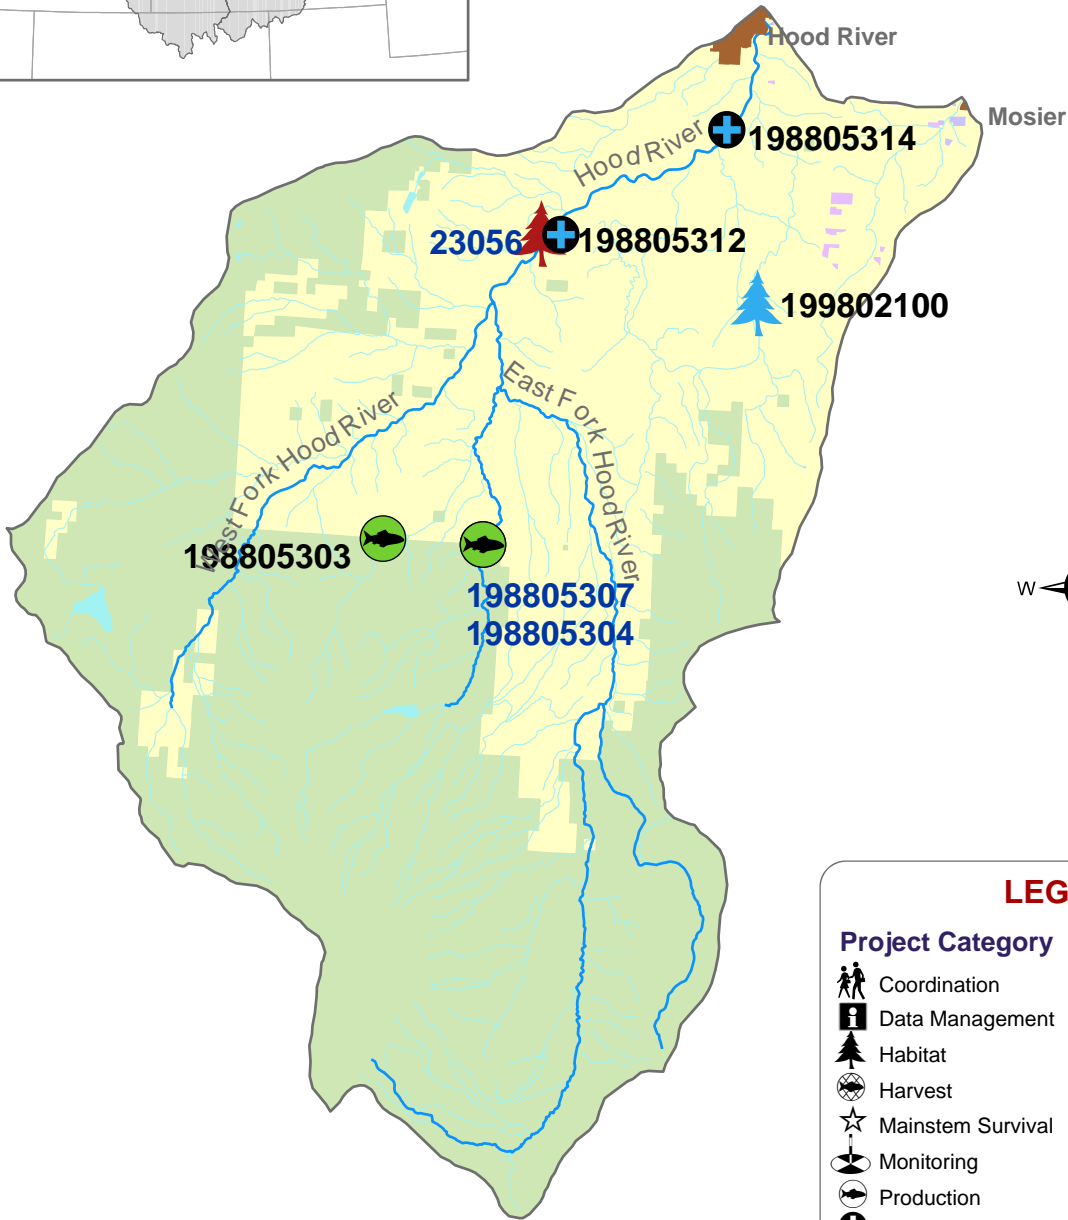 Hood River
Mosier
Hood River
198805314
23056
198805312
199802100
East Fork Hood River
West Fork Hood River
198805303
198805307
198805304
W
LEG
Project Category
Coordination
Data Management
Habitat
Harvest
Mainstem Survival
Monitoring
Production